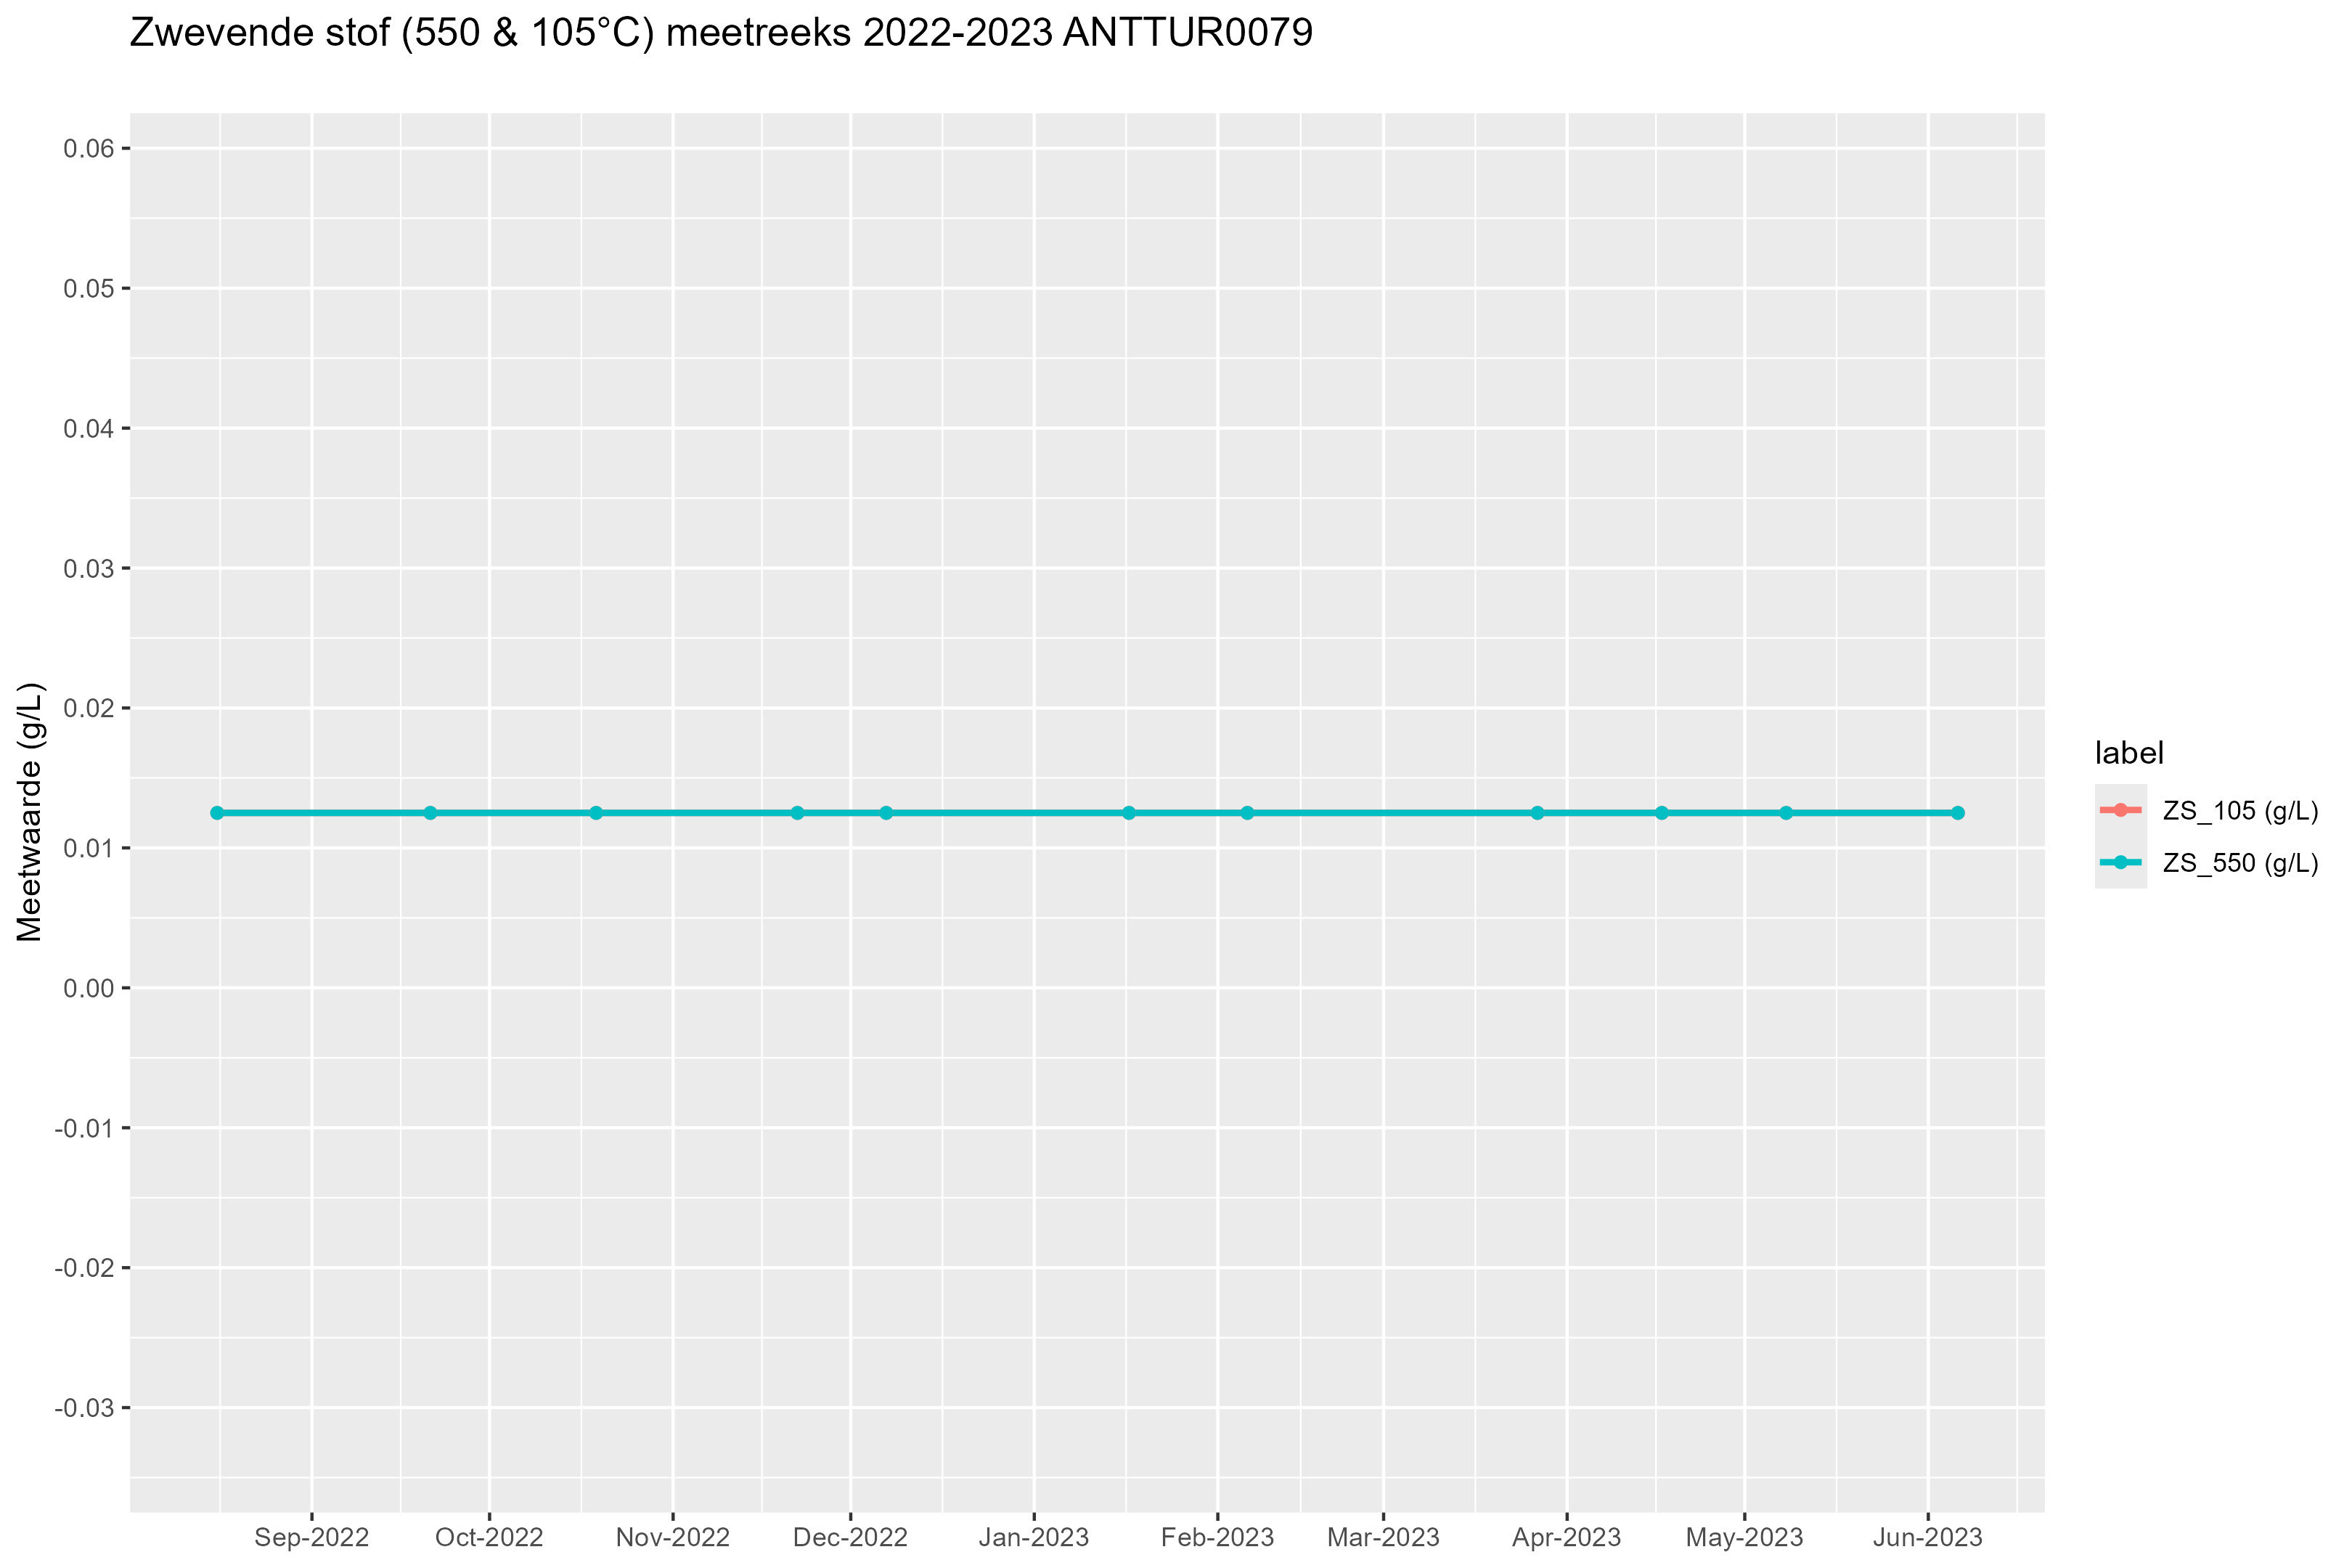 Zwevende stof (550 & 105°C) meetreeks 2022-2023 ANTTUR0079
Meetwaarde (g/L)
0.06
0.05
0.04
0.03
0.02
0.01
0.00
-0.01
-0.02
-0.03
Sep-2022
Oct-2022
Nov-2022
Dec-2022
Jan-2023
Feb-2023
Mar-2023
Apr-2023
May-2023
Jun-2023
label
ZS_105 (g/L)
ZS_550 (g/L)